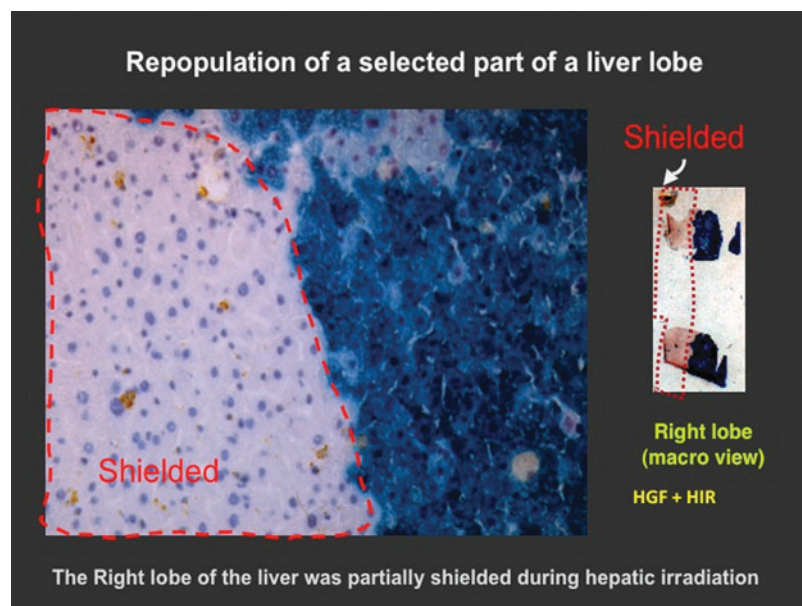 Repopulation of a selected part of a liver lobe
Shielded
Shielded
Right lobe
(macro view)
HGF + HIR
The Right lobe of the liver was partially shielded during hepatic irradiation